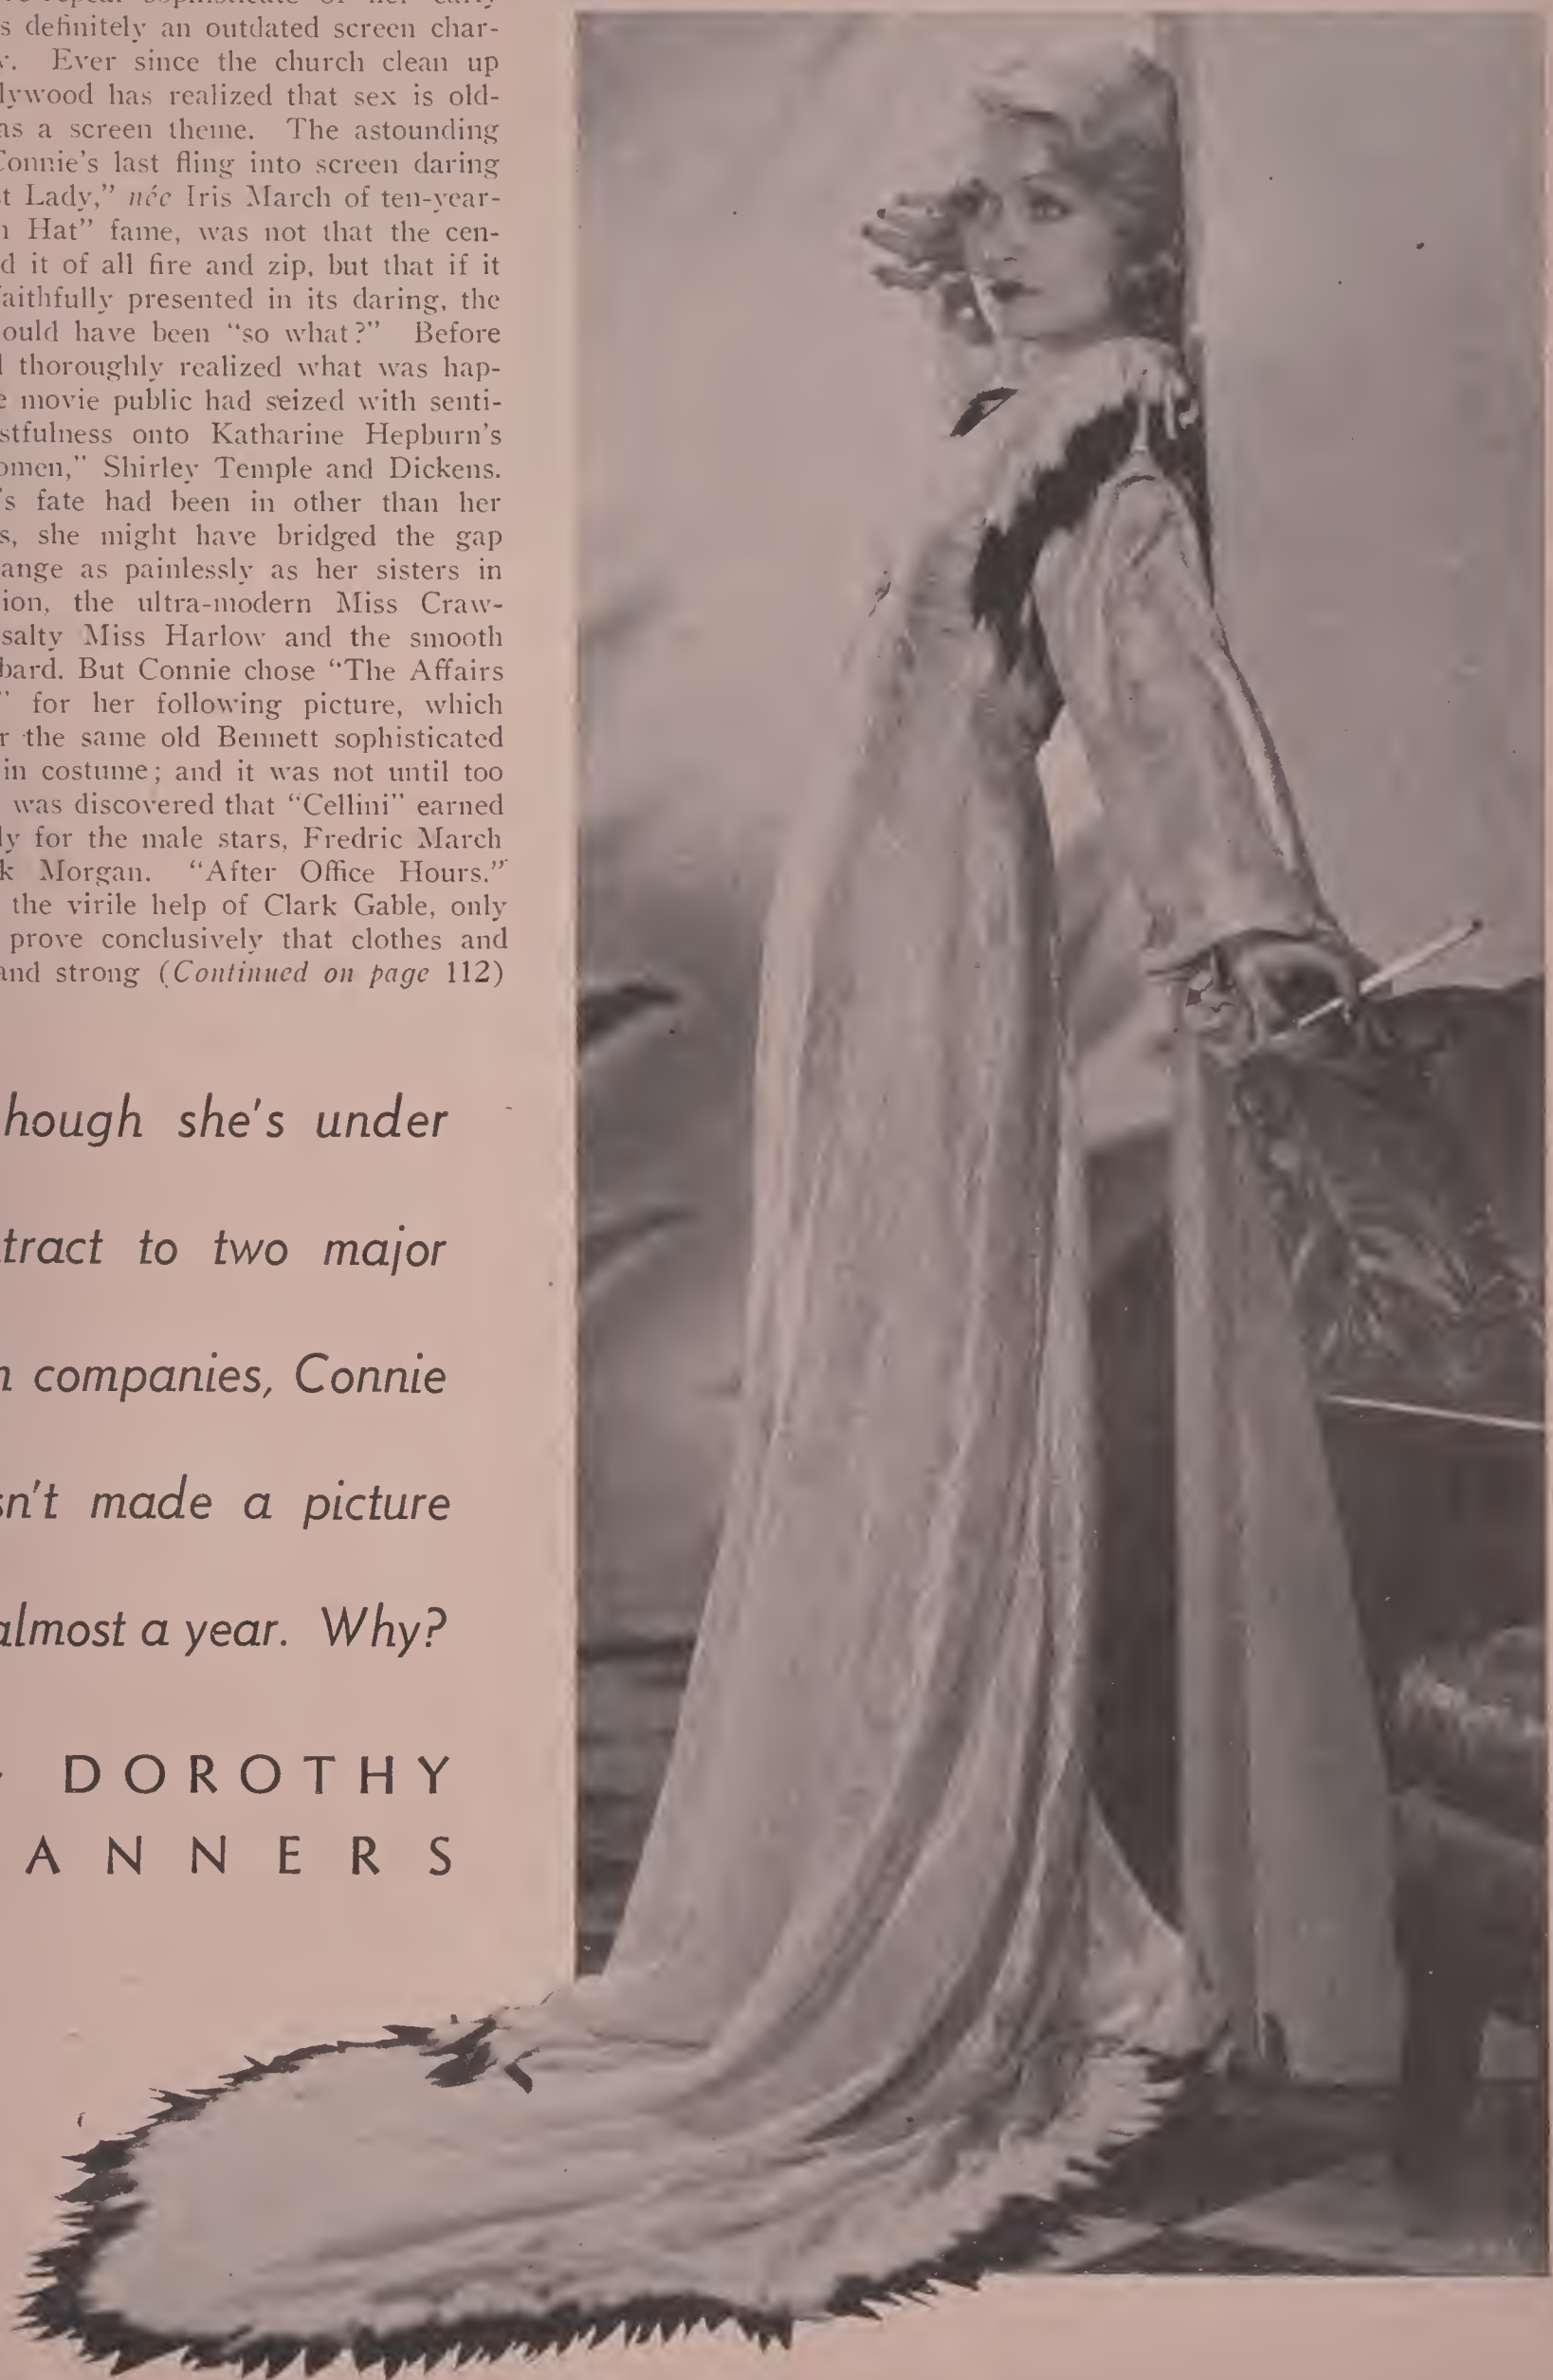 sophisticate of her early
s definitely an outdated screen char-
y. Ever since the church clean up
lywood has realized that sex is old-
as a screen theme. The astounding
Connie's last fling into screen daring
t Lady," née Iris March of ten-year-
n Hat" fame, was not that the cen-
d it of all fire and zip, but that if it
faithfully presented in its daring, the
ould have been "so what?" Before
l thoroughly realized what was hap-
e movie public had seized with senti-
stfulness onto Katharine Hepburn's
omen," Shirley Temple and Dickens.
's fate had been in other than her
s, she might have bridged the gap
ange as painlessly as her sisters in
ion, the ultra-modern Miss Craw-
salty Miss Harlow and the smooth
bard. But Connie chose "The Affairs
" for her following picture, which
r the same old Bennett sophisticated
in costume; and it was not until too
was discovered that "Cellini" earned
ly for the male stars, Fredric March
k Morgan. "After Office Hours."
the virile help of Clark Gable, only
prove conclusively that clothes and
and strong (Continued on page 112)
hough she's under
tract to two major
n companies, Connie
sn't made a picture
almost a year. Why?
DOROTHY
ANNERS